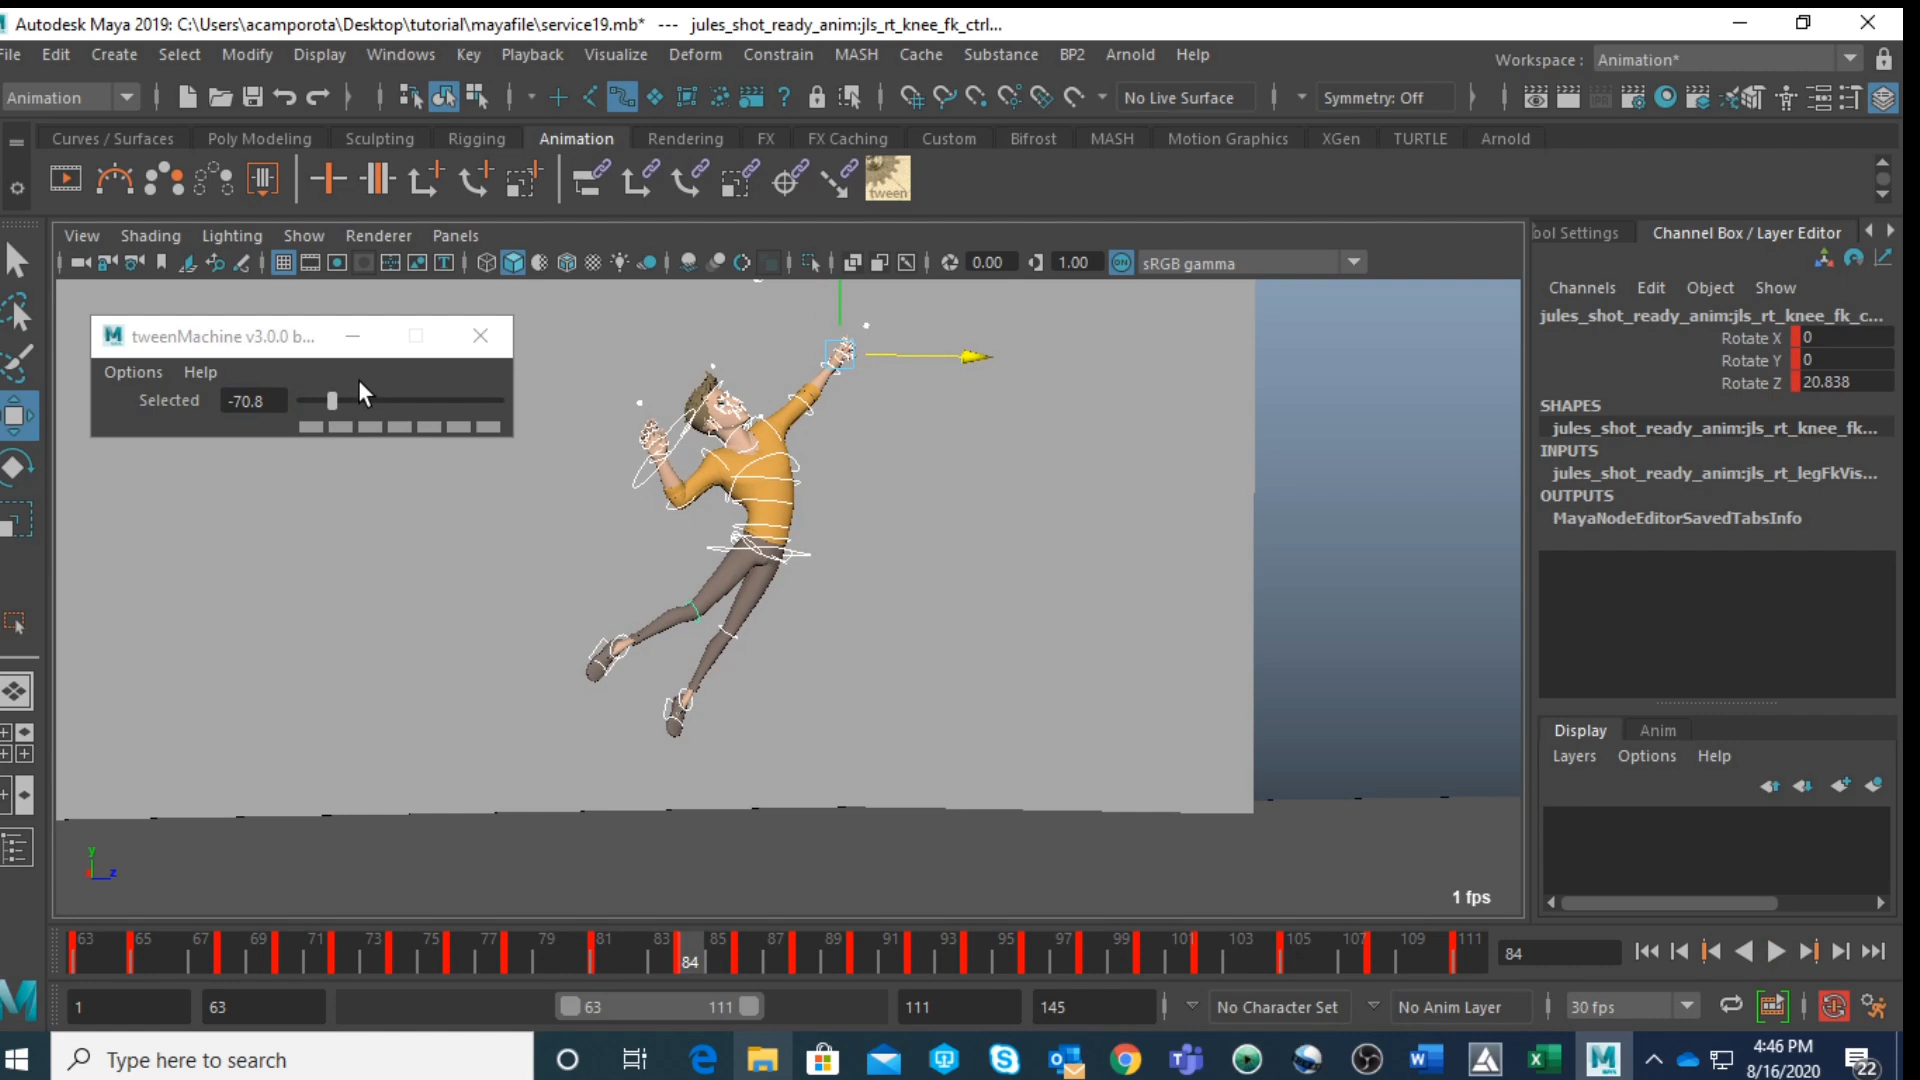 Autodesk Maya 2019: C:\Users\acamporota\Desktop\tutorial\mayafile\service19.mb* --- jules_shot_ready_anim:jls_rt_knee_fk_ctrl...
File Edit Create Select Modify Display Windows Key Playback Visualize Deform Constrain MASH Cache Substance BP2 Arnold Help
Workspace : Animation*
Animation No Live Surface Symmetry: Off
Curves / Surfaces Poly Modeling Sculpting Rigging Animation Rendering FX FX Caching Custom Bifrost MASH Motion Graphics XGen TURTLE Arnold
tween
View Shading Lighting Show Renderer Panels
0.00 1.00 ON sRGB gamma
ool Settings Channel Box / Layer Editor
Channels Edit Object Show
jules_shot_ready_anim:jls_rt_knee_fk_c...
Rotate X 0
Rotate Y 0
Rotate Z 20.838
SHAPES
jules_shot_ready_anim:jls_rt_knee_fk...
INPUTS
jules_shot_ready_anim:jls_rt_legFkVis...
OUTPUTS
MayaNodeEditorSavedTabsInfo
tweenMachine v3.0.0 b...
Options Help
Selected -70.8
Display Anim
Layers Options Help
y
z
1 fps
63 65 67 69 71 73 75 77 79 81 83 85 87 89 91 93 95 97 99 101 103 105 107 109 111
84
84
1 63 63 111 111 145 No Character Set No Anim Layer 30 fps
Type here to search
4:46 PM
8/16/2020
22